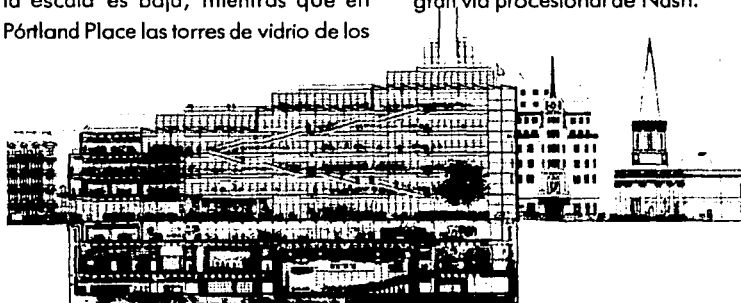 la escala es baja, mientras que en
Pórtland Place las torres de vidrio de los
gran vía procesional de Nash.